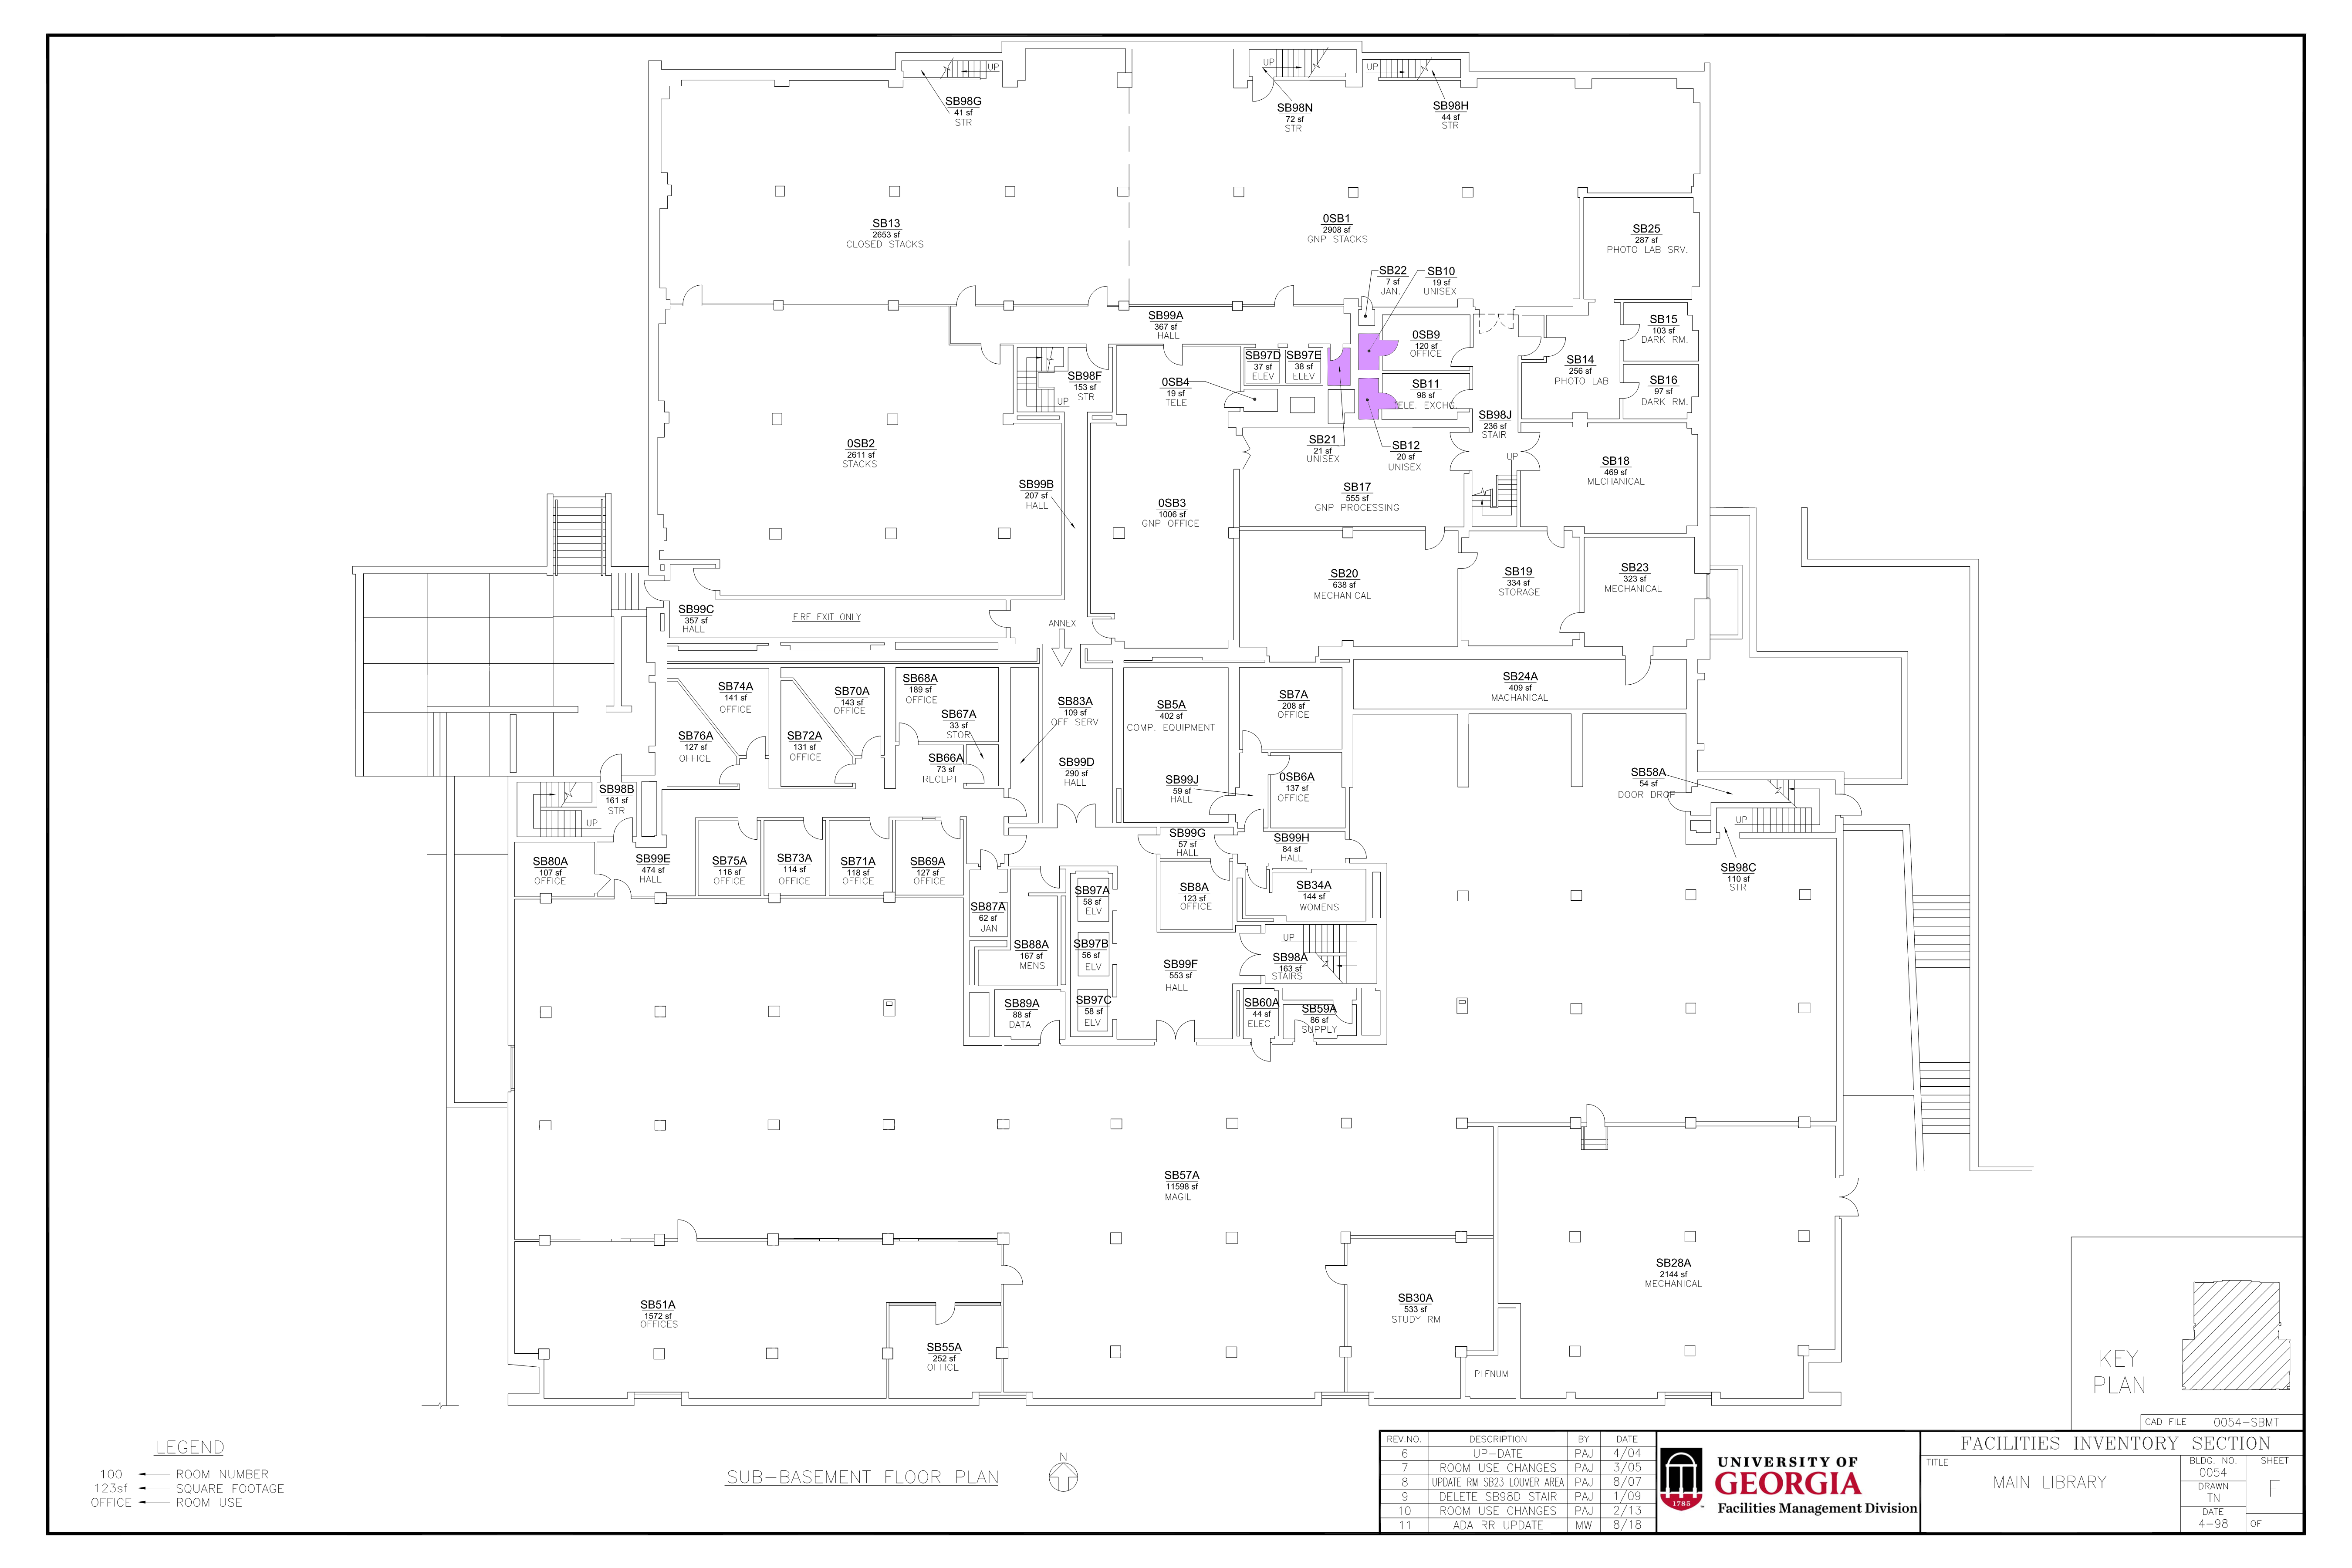 UP
SB98G
41 sf
STR
UP
SB98N
72 sf
STR
UP
SB98H
44 sf
STR
SB13
2653 sf
CLOSED STACKS
0SB1
2908 sf
GNP STACKS
SB25
287 sf
PHOTO LAB SRV.
SB22
7 sf
JAN.
SB10
19 sf
UNISEX
SB99A
367 sf
HALL
0SB9
120 sf
OFFICE
SB15
103 sf
DARK RM.
SB97D
37 sf
ELEV
SB97E
38 sf
ELEV
SB14
256 sf
PHOTO LAB
SB98F
153 sf
STR
UP
0SB4
19 sf
TELE
SB11
98 sf
TELE. EXCHG.
SB16
97 sf
DARK RM.
SB98J
236 sf
STAIR
UP
0SB2
2611 sf
STACKS
SB21
21 sf
UNISEX
SB12
20 sf
UNISEX
SB18
469 sf
MECHANICAL
SB99B
207 sf
HALL
0SB3
1006 sf
GNP OFFICE
SB17
555 sf
GNP PROCESSING
SB20
638 sf
MECHANICAL
SB19
334 sf
STORAGE
SB23
323 sf
MECHANICAL
SB99C
357 sf
HALL
FIRE EXIT ONLY
ANNEX
SB74A
141 sf
OFFICE
SB70A
143 sf
OFFICE
SB68A
189 sf
OFFICE
SB83A
109 sf
OFF SERV
SB5A
402 sf
COMP. EQUIPMENT
SB7A
208 sf
OFFICE
SB24A
409 sf
MACHANICAL
SB67A
33 sf
STOR
SB76A
127 sf
OFFICE
SB72A
131 sf
OFFICE
SB66A
73 sf
RECEPT
SB99D
290 sf
HALL
SB99J
59 sf
HALL
0SB6A
137 sf
OFFICE
SB58A
54 sf
DOOR DROP
SB98B
161 sf
STR
UP
UP
SB99G
57 sf
HALL
SB99H
84 sf
HALL
SB80A
107 sf
OFFICE
SB99E
474 sf
HALL
SB75A
116 sf
OFFICE
SB73A
114 sf
OFFICE
SB71A
118 sf
OFFICE
SB69A
127 sf
OFFICE
SB98C
110 sf
STR
SB97A
58 sf
ELV
SB8A
123 sf
OFFICE
SB34A
144 sf
WOMENS
SB87A
62 sf
JAN
SB88A
167 sf
MENS
SB97B
56 sf
ELV
UP
SB98A
163 sf
STAIRS
SB99F
553 sf
HALL
SB89A
88 sf
DATA
SB97C
58 sf
ELV
SB60A
44 sf
ELEC
SB59A
86 sf
SUPPLY
SB57A
11598 sf
MAGIL
SB28A
2144 sf
MECHANICAL
SB51A
1572 sf
OFFICES
SB30A
533 sf
STUDY RM
SB55A
252 sf
OFFICE
PLENUM
KEY
PLAN
CAD FILE 0054-SBMT
LEGEND
100 ROOM NUMBER
123sf SQUARE FOOTAGE
OFFICE ROOM USE
SUB-BASEMENT FLOOR PLAN
N
REV.NO. DESCRIPTION BY DATE
6 UP-DATE PAJ 4/04
7 ROOM USE CHANGES PAJ 3/05
8 UPDATE RM SB23 LOUVER AREA PAJ 8/07
9 DELETE SB98D STAIR PAJ 1/09
10 ROOM USE CHANGES PAJ 2/13
11 ADA RR UPDATE MW 8/18
1785
UNIVERSITY OF
GEORGIA
Facilities Management Division
FACILITIES INVENTORY SECTION
TITLE
MAIN LIBRARY
BLDG. NO.
0054
DRAWN
TN
DATE
4-98
SHEET
F
OF